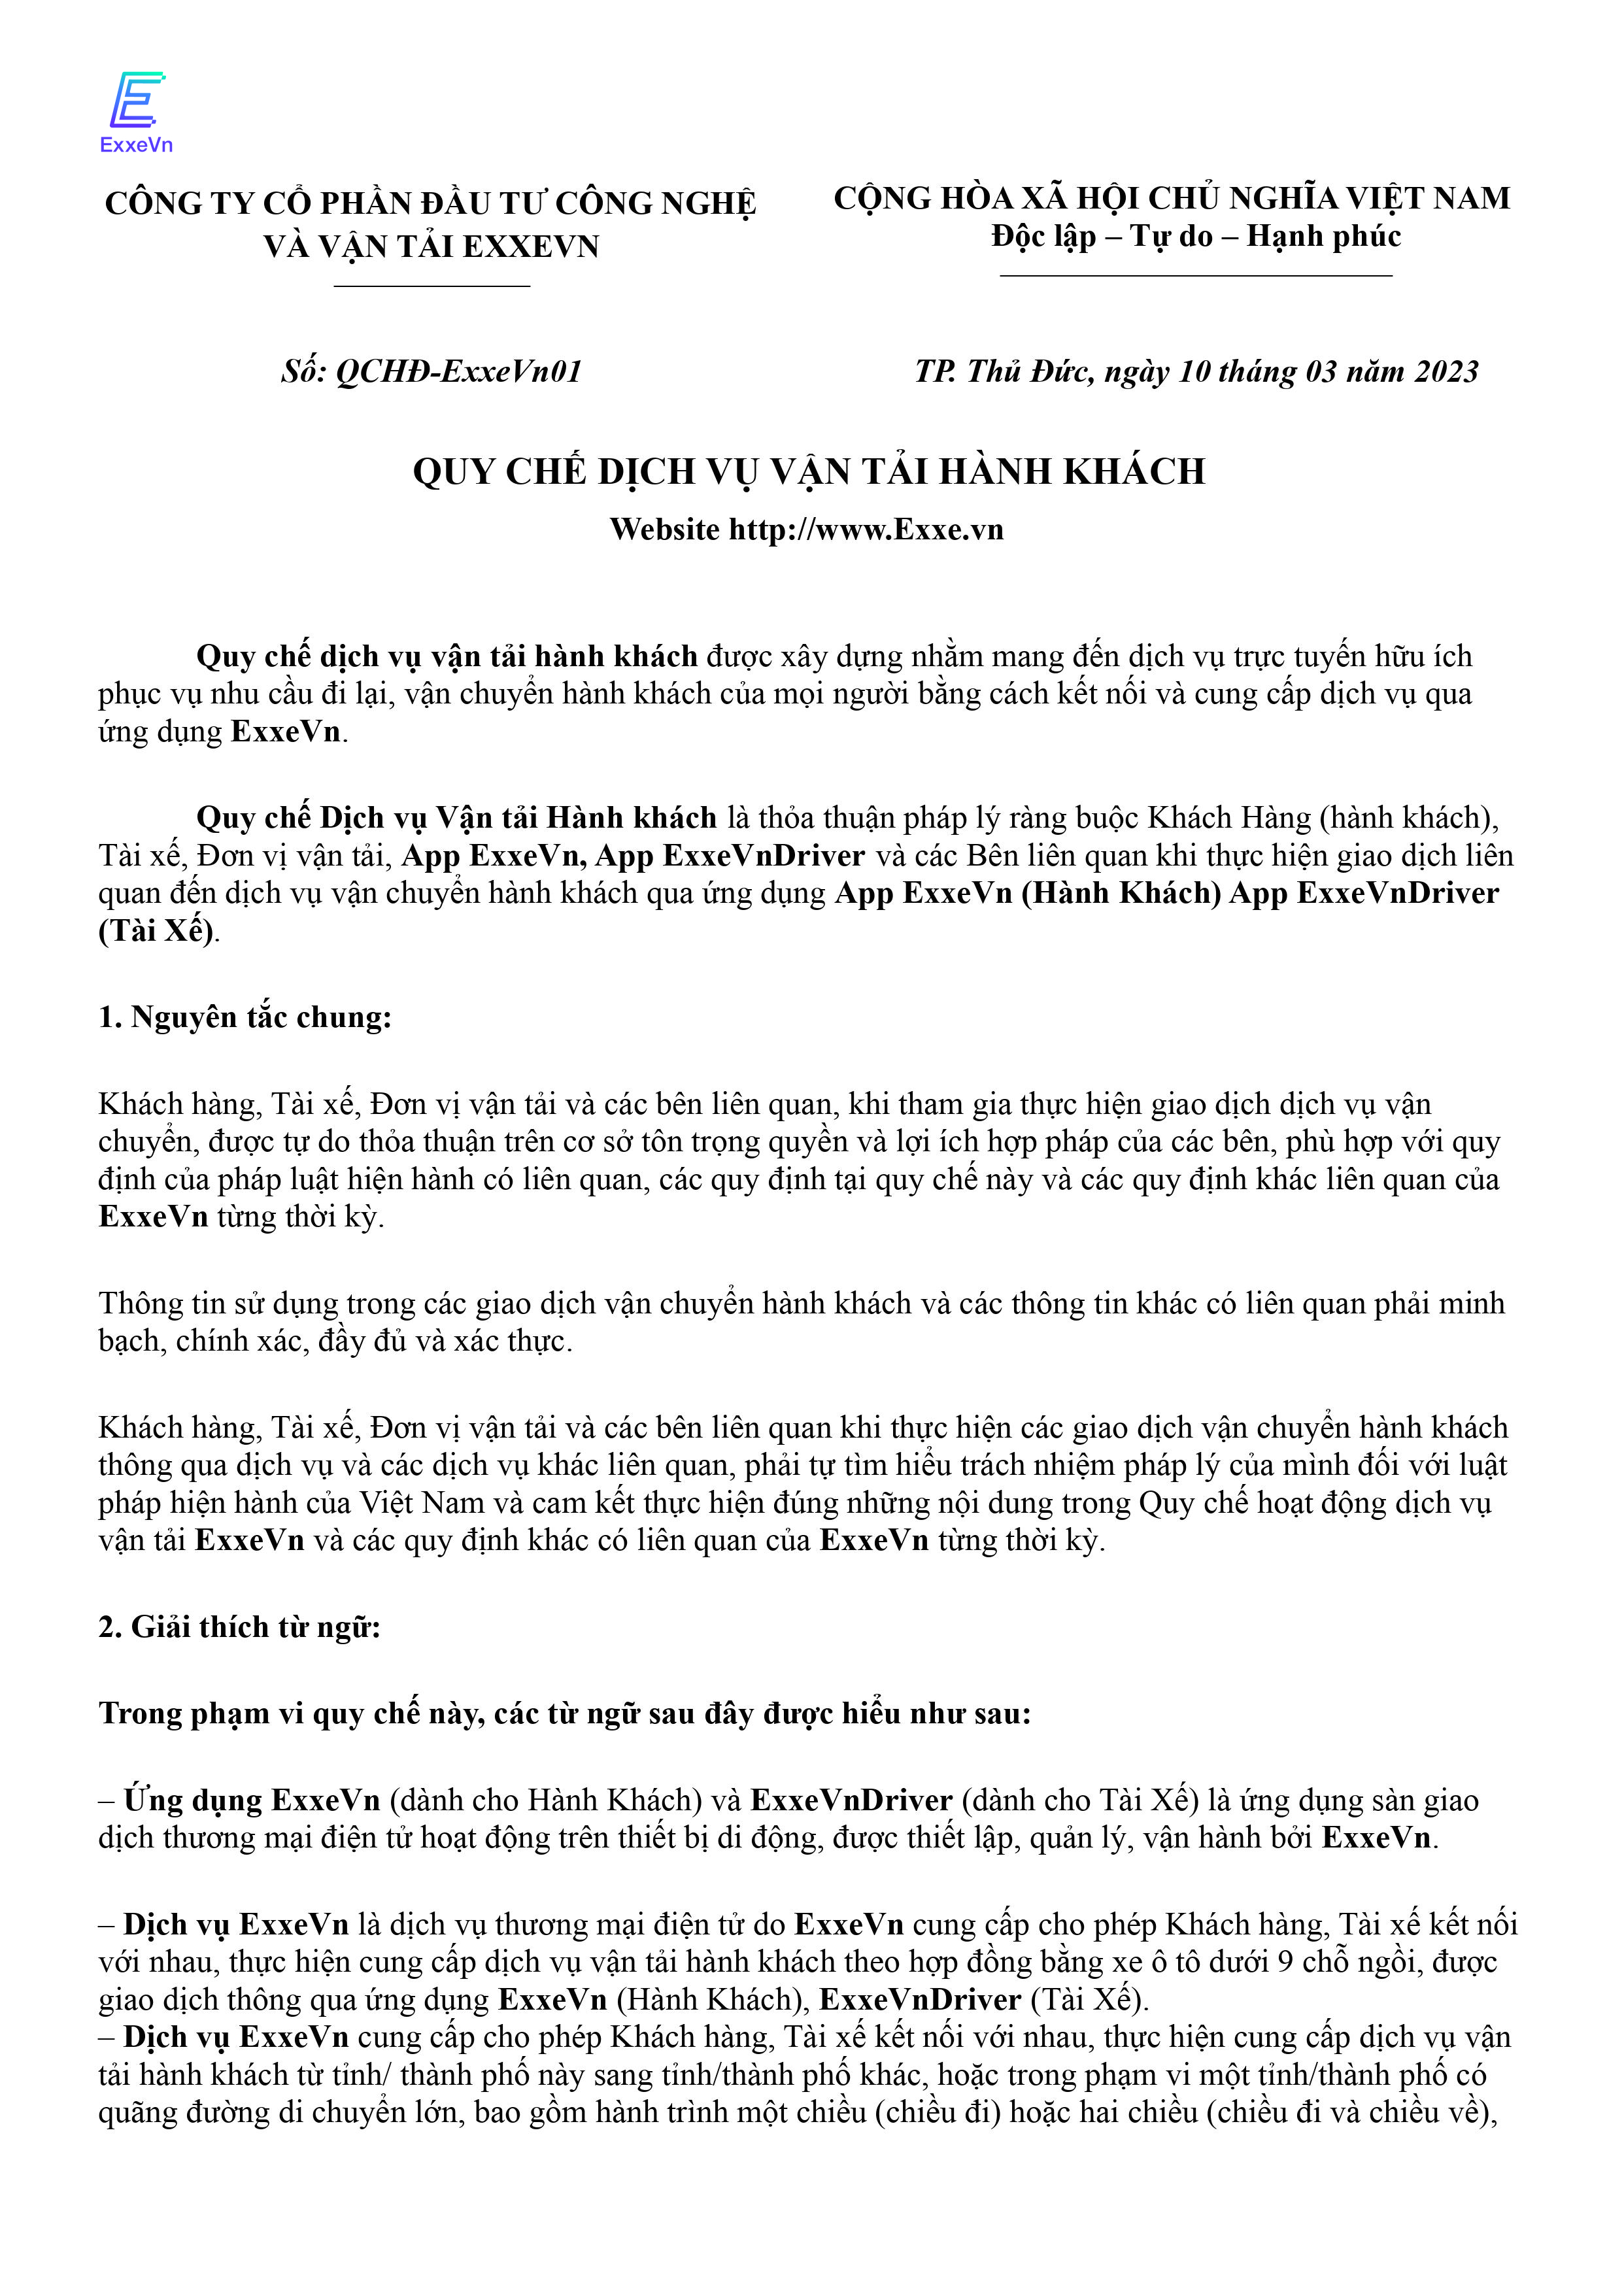 ExxeVn
CÔNG TY CỔ PHẦN ĐẦU TƯ CÔNG NGHỆ
VÀ VẬN TẢI EXXEVN
CỘNG HÒA XÃ HỘI CHỦ NGHĨA VIỆT NAM
Độc lập – Tự do – Hạnh phúc
Số: QCHĐ-ExxeVn01
TP. Thủ Đức, ngày 10 tháng 03 năm 2023
QUY CHẾ DỊCH VỤ VẬN TẢI HÀNH KHÁCH
Website http://www.Exxe.vn
Quy chế dịch vụ vận tải hành khách được xây dựng nhằm mang đến dịch vụ trực tuyến hữu ích
phục vụ nhu cầu đi lại, vận chuyển hành khách của mọi người bằng cách kết nối và cung cấp dịch vụ qua
ứng dụng ExxeVn.
Quy chế Dịch vụ Vận tải Hành khách là thỏa thuận pháp lý ràng buộc Khách Hàng (hành khách),
Tài xế, Đơn vị vận tải, App ExxeVn, App ExxeVnDriver và các Bên liên quan khi thực hiện giao dịch liên
quan đến dịch vụ vận chuyển hành khách qua ứng dụng App ExxeVn (Hành Khách) App ExxeVnDriver
(Tài Xế).
1. Nguyên tắc chung:
Khách hàng, Tài xế, Đơn vị vận tải và các bên liên quan, khi tham gia thực hiện giao dịch dịch vụ vận
chuyển, được tự do thỏa thuận trên cơ sở tôn trọng quyền và lợi ích hợp pháp của các bên, phù hợp với quy
định của pháp luật hiện hành có liên quan, các quy định tại quy chế này và các quy định khác liên quan của
ExxeVn từng thời kỳ.
Thông tin sử dụng trong các giao dịch vận chuyển hành khách và các thông tin khác có liên quan phải minh
bạch, chính xác, đầy đủ và xác thực.
Khách hàng, Tài xế, Đơn vị vận tải và các bên liên quan khi thực hiện các giao dịch vận chuyển hành khách
thông qua dịch vụ và các dịch vụ khác liên quan, phải tự tìm hiểu trách nhiệm pháp lý của mình đối với luật
pháp hiện hành của Việt Nam và cam kết thực hiện đúng những nội dung trong Quy chế hoạt động dịch vụ
vận tải ExxeVn và các quy định khác có liên quan của ExxeVn từng thời kỳ.
2. Giải thích từ ngữ:
Trong phạm vi quy chế này, các từ ngữ sau đây được hiểu như sau:
– Ứng dụng ExxeVn (dành cho Hành Khách) và ExxeVnDriver (dành cho Tài Xế) là ứng dụng sàn giao
dịch thương mại điện tử hoạt động trên thiết bị di động, được thiết lập, quản lý, vận hành bởi ExxeVn.
– Dịch vụ ExxeVn là dịch vụ thương mại điện tử do ExxeVn cung cấp cho phép Khách hàng, Tài xế kết nối
với nhau, thực hiện cung cấp dịch vụ vận tải hành khách theo hợp đồng bằng xe ô tô dưới 9 chỗ ngồi, được
giao dịch thông qua ứng dụng ExxeVn (Hành Khách), ExxeVnDriver (Tài Xế).
– Dịch vụ ExxeVn cung cấp cho phép Khách hàng, Tài xế kết nối với nhau, thực hiện cung cấp dịch vụ vận
tải hành khách từ tỉnh/ thành phố này sang tỉnh/thành phố khác, hoặc trong phạm vi một tỉnh/thành phố có
quãng đường di chuyển lớn, bao gồm hành trình một chiều (chiều đi) hoặc hai chiều (chiều đi và chiều về),